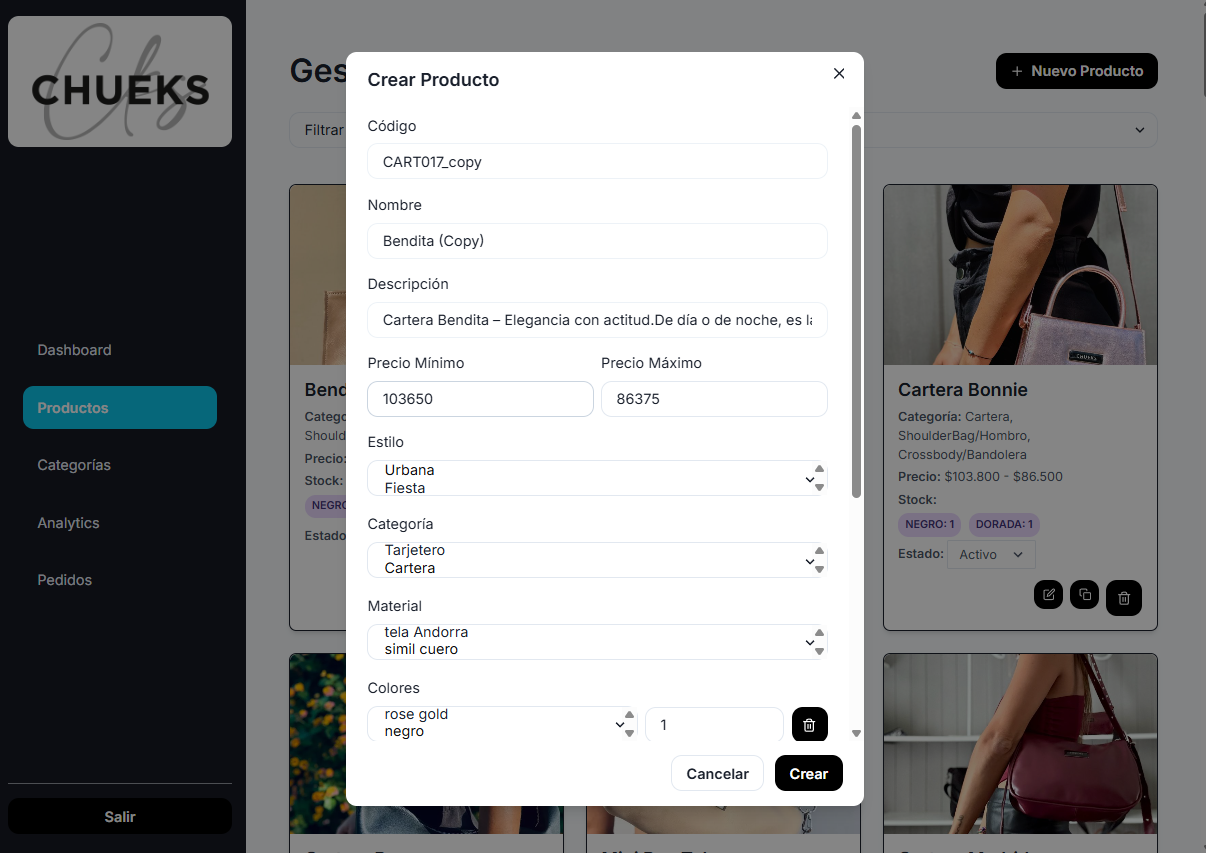 CHUEKS
Dashboard
Productos
Categorías
Analytics
Pedidos
Salir
Ges
+ Nuevo Producto
Filtrar
Crear Producto
Código
CART017_copy
Nombre
Bendita (Copy)
Descripción
Cartera Bendita – Elegancia con actitud.De día o de noche, es la
Precio Mínimo
Precio Máximo
103650
86375
Estilo
Urbana
Fiesta
Categoría
Tarjetero
Cartera
Material
tela Andorra
simil cuero
Colores
rose gold
negro
1
Cancelar
Crear
Bend
Catego
Should
Precio:
Stock:
NEGRO
Estado
CHUEKS
Cartera Bonnie
Categoría: Cartera,
ShoulderBag/Hombro,
Crossbody/Bandolera
Precio: $103.800 - $86.500
Stock:
NEGRO: 1
DORADA: 1
Estado:
Activo